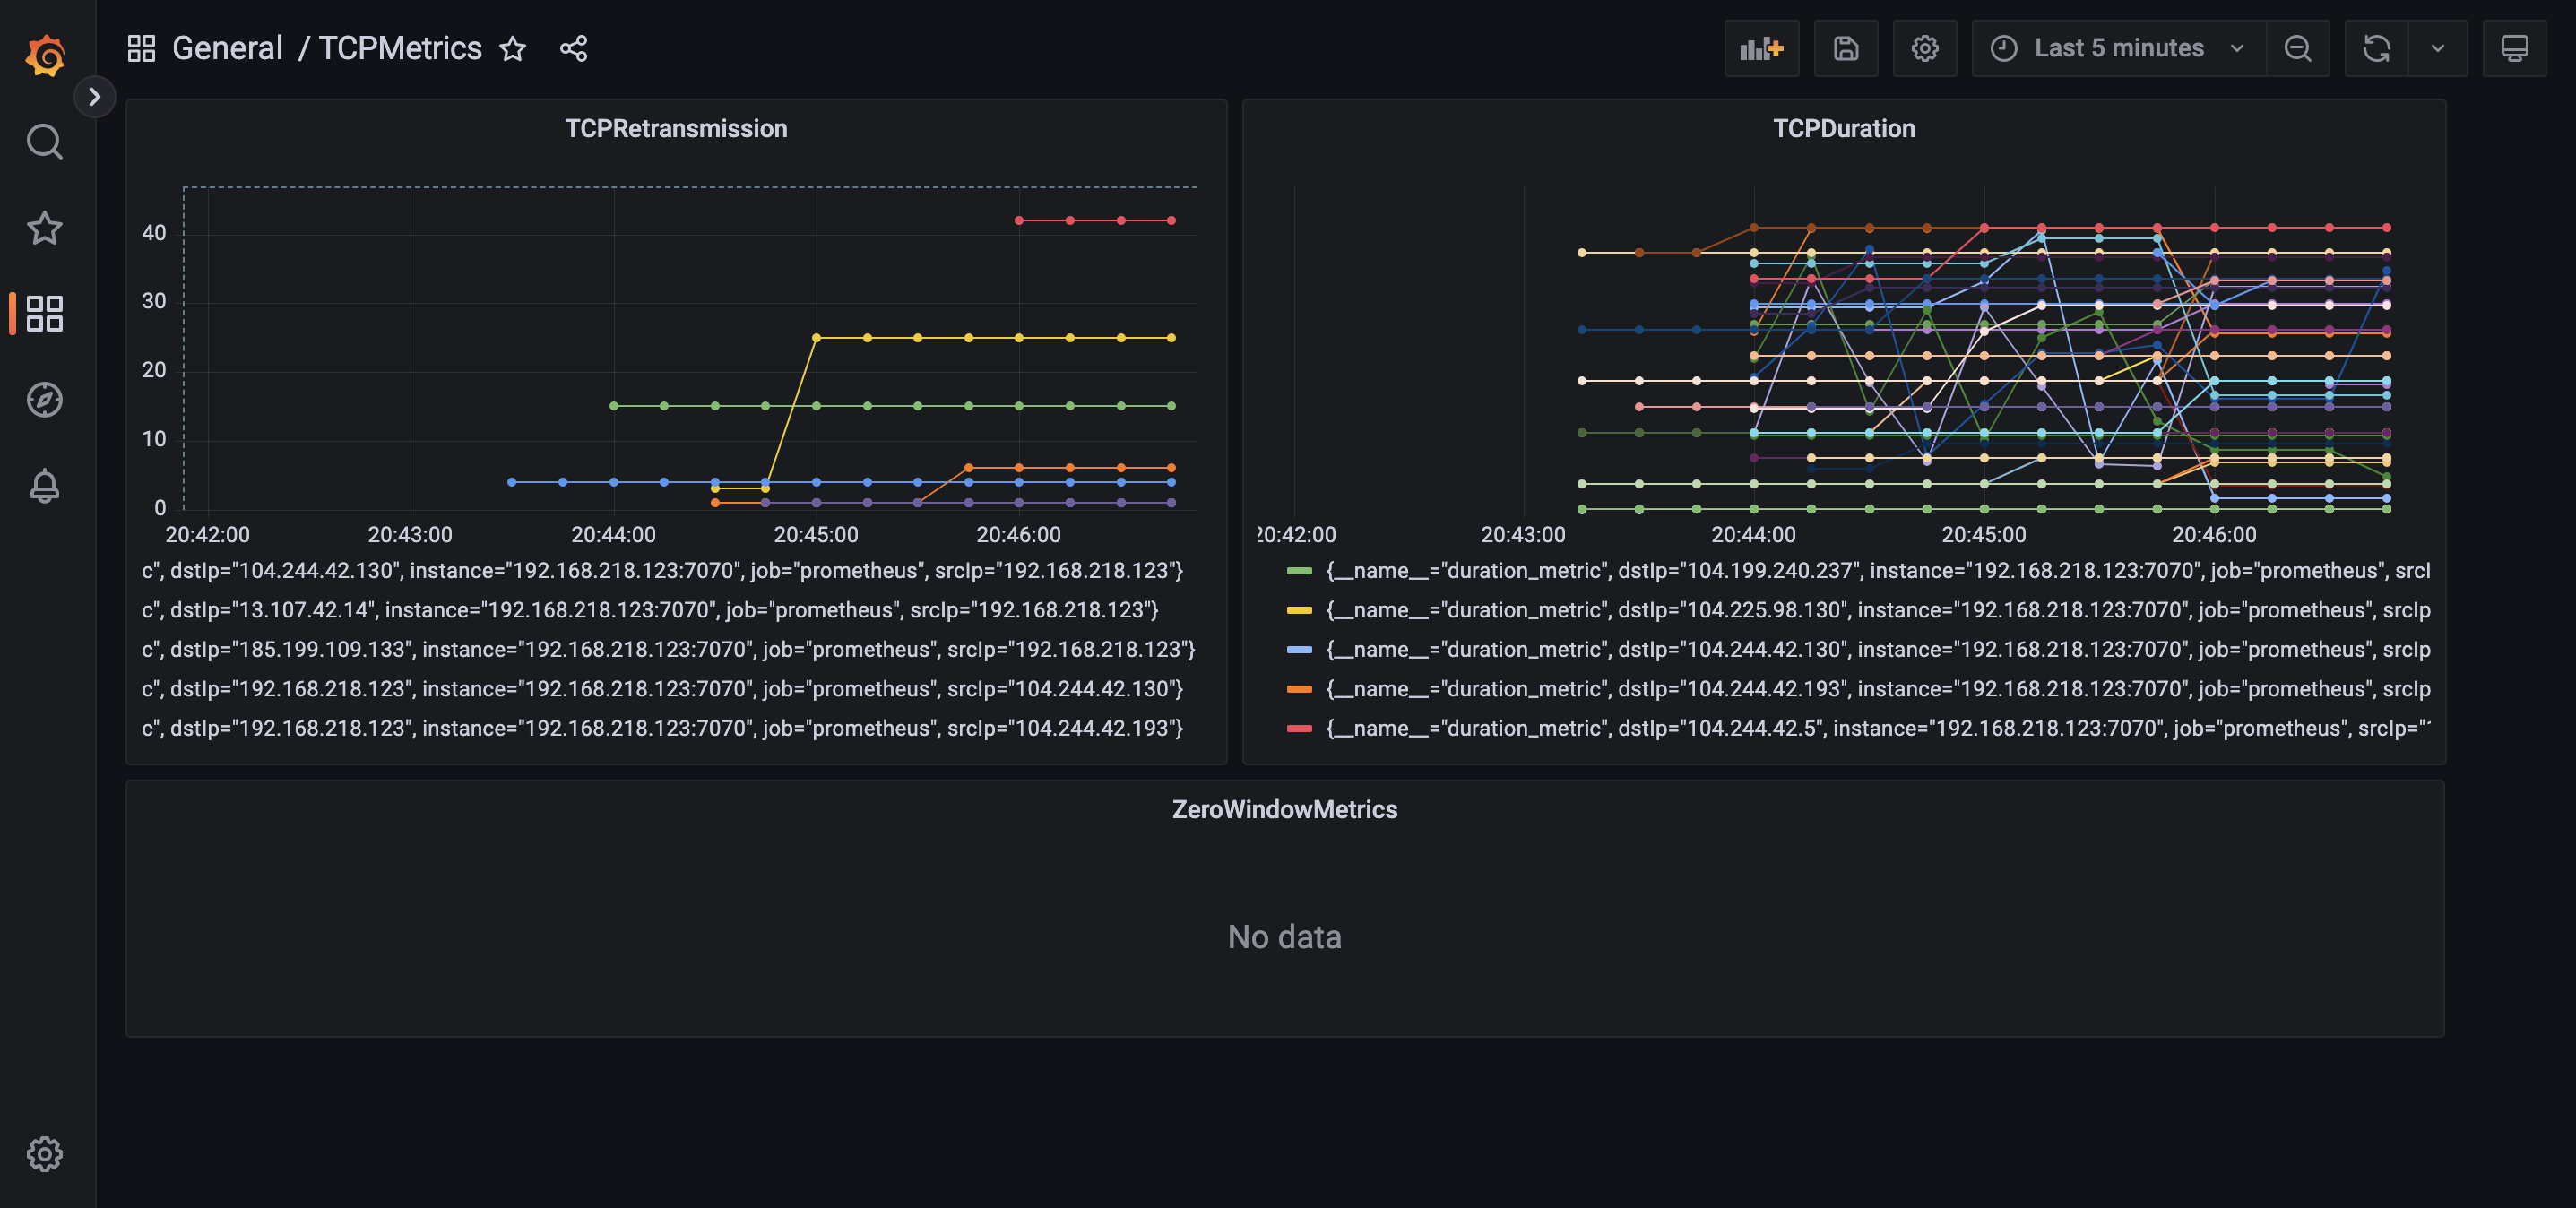 General / TCPMetrics
Last 5 minutes
TCPRetransmission
40
30
20
10
0
20:42:00 20:43:00 20:44:00 20:45:00 20:46:00
c", dstIp="104.244.42.130", instance="192.168.218.123:7070", job="prometheus", srcIp="192.168.218.123"}
c", dstIp="13.107.42.14", instance="192.168.218.123:7070", job="prometheus", srcIp="192.168.218.123"}
c", dstIp="185.199.109.133", instance="192.168.218.123:7070", job="prometheus", srcIp="192.168.218.123"}
c", dstIp="192.168.218.123", instance="192.168.218.123:7070", job="prometheus", srcIp="104.244.42.130"}
c", dstIp="192.168.218.123", instance="192.168.218.123:7070", job="prometheus", srcIp="104.244.42.193"}
TCPDuration
20:42:00 20:43:00 20:44:00 20:45:00 20:46:00
{__name__="duration_metric", dstIp="104.199.240.237", instance="192.168.218.123:7070", job="prometheus", srcI
{__name__="duration_metric", dstIp="104.225.98.130", instance="192.168.218.123:7070", job="prometheus", srcIp
{__name__="duration_metric", dstIp="104.244.42.130", instance="192.168.218.123:7070", job="prometheus", srcIp
{__name__="duration_metric", dstIp="104.244.42.193", instance="192.168.218.123:7070", job="prometheus", srcIp
{__name__="duration_metric", dstIp="104.244.42.5", instance="192.168.218.123:7070", job="prometheus", srcIp="
ZeroWindowMetrics
No data